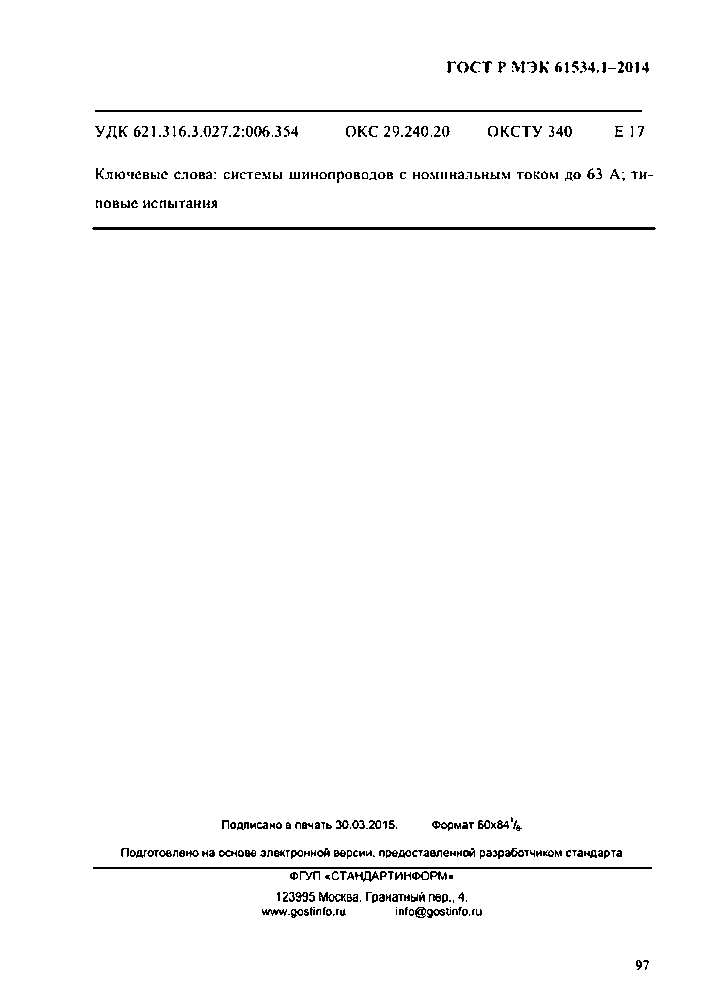 ГОСТ Р МЭК 61534.1–2014
УДК 621.316.3.027.2:006.354 ОКС 29.240.20 ОКСТУ 340 Е 17
Ключевые слова: системы шинопроводов с номинальным током до 63 А; ти-
повые испытания
Подписано в печать 30.03.2015. Формат 60х84¹/₈.
Подготовлено на основе электронной версии, предоставленной разработчиком стандарта
ФГУП «СТАНДАРТИНФОРМ»
123995 Москва, Гранатный пер., 4.
www.gostinfo.ru info@gostinfo.ru
97